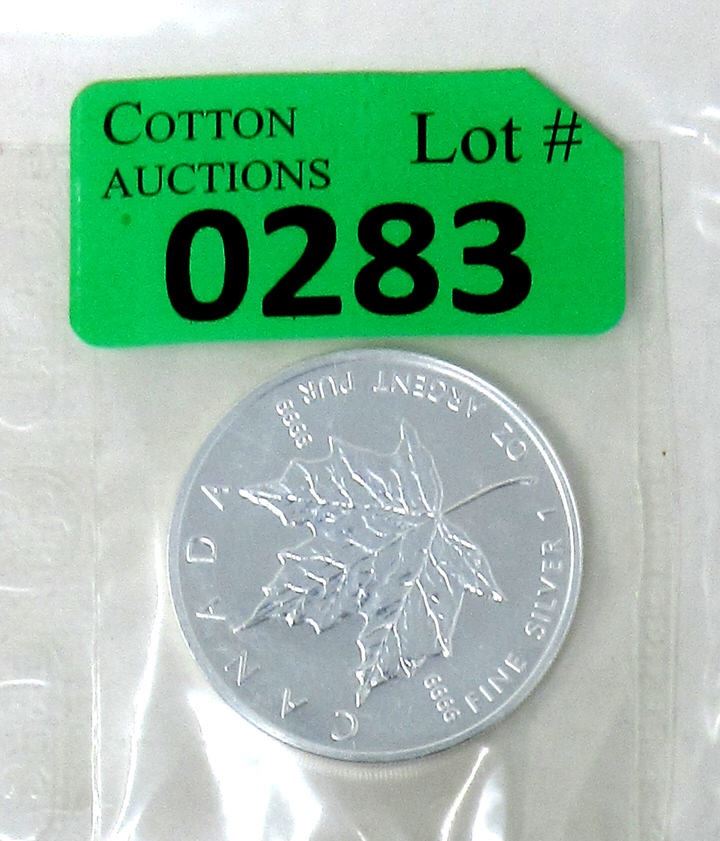 COTTON
AUCTIONS
Lot #
0283
CANADA
9999
FINE SILVER 1 OZ ARGENT PUR
9999